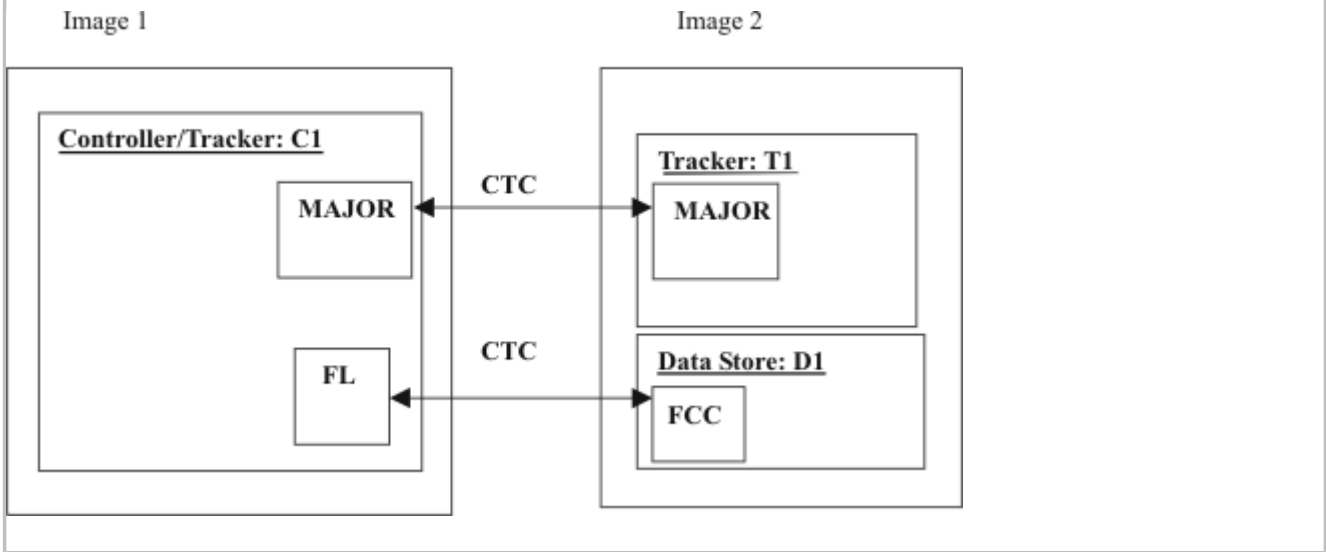 Image 1
Image 2
Controller/Tracker: C1
MAJOR
FL
CTC
CTC
Tracker: T1
MAJOR
Data Store: D1
FCC